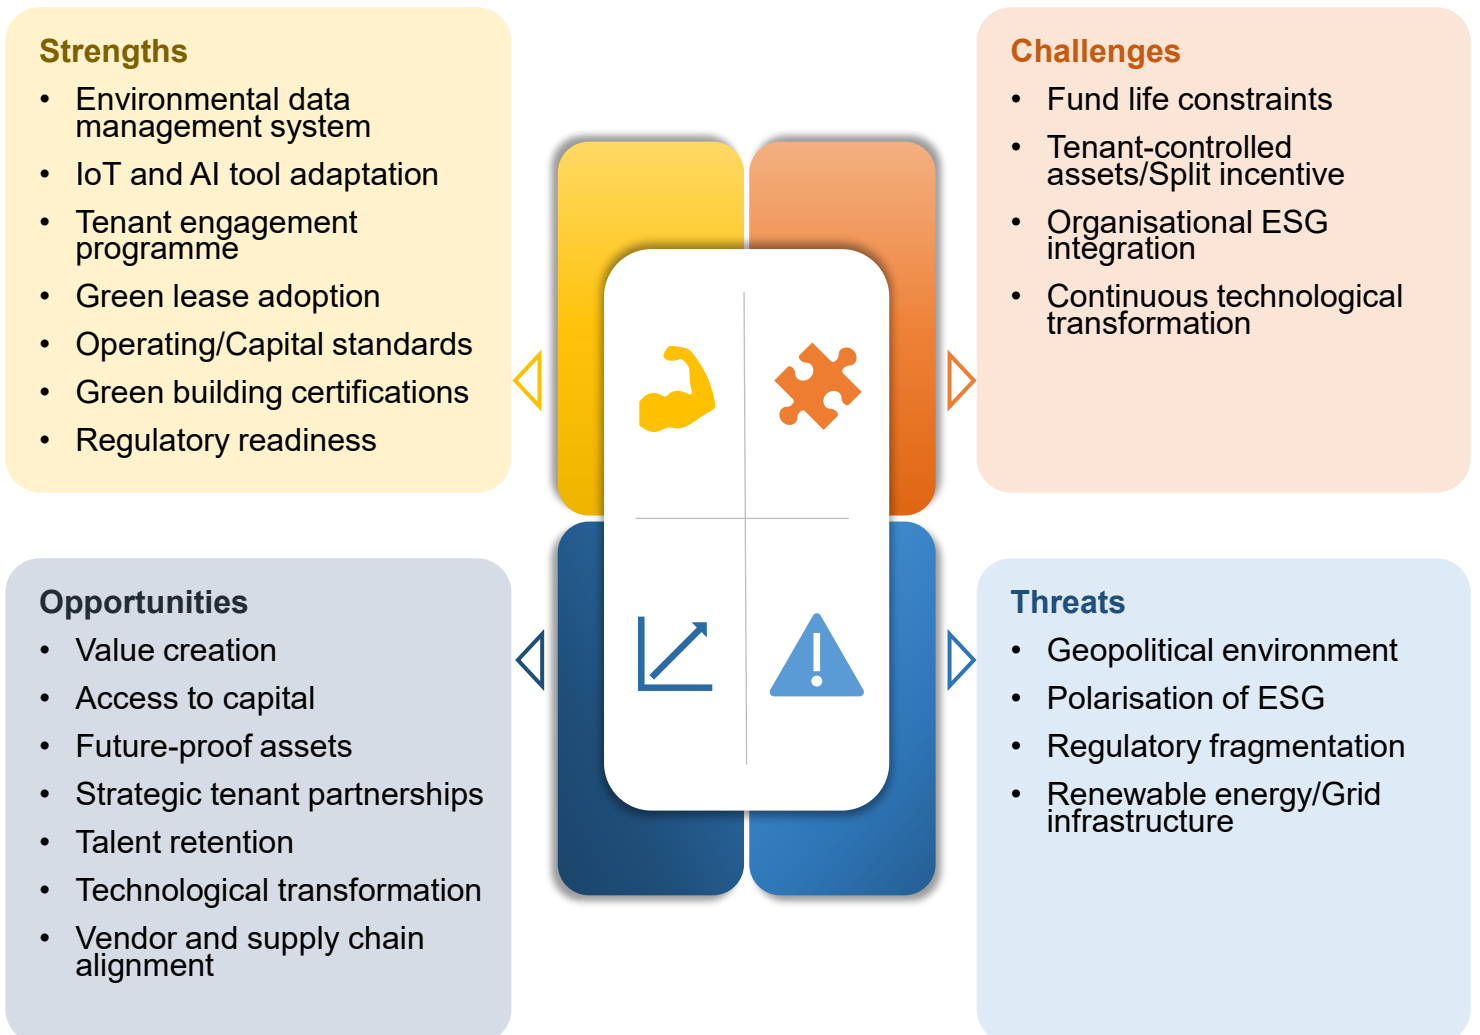 Strengths
• Environmental data
management system
• IoT and AI tool adaptation
• Tenant engagement
programme
• Green lease adoption
• Operating/Capital standards
• Green building certifications
• Regulatory readiness
Challenges
• Fund life constraints
• Tenant-controlled
assets/Split incentive
• Organisational ESG
integration
• Continuous technological
transformation
Opportunities
• Value creation
• Access to capital
• Future-proof assets
• Strategic tenant partnerships
• Talent retention
• Technological transformation
• Vendor and supply chain
alignment
Threats
• Geopolitical environment
• Polarisation of ESG
• Regulatory fragmentation
• Renewable energy/Grid
infrastructure